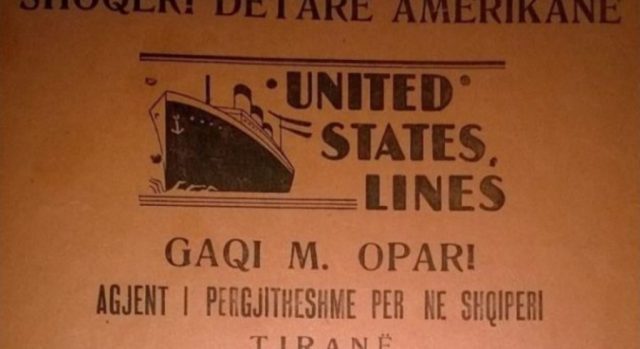 SHOQERI DETARE AMERIKANE
UNITED
STATES
LINES
GAQI M. OPARI
AGJENT I PERGJITHESHME PER NE SHQIPERI
TIRANË